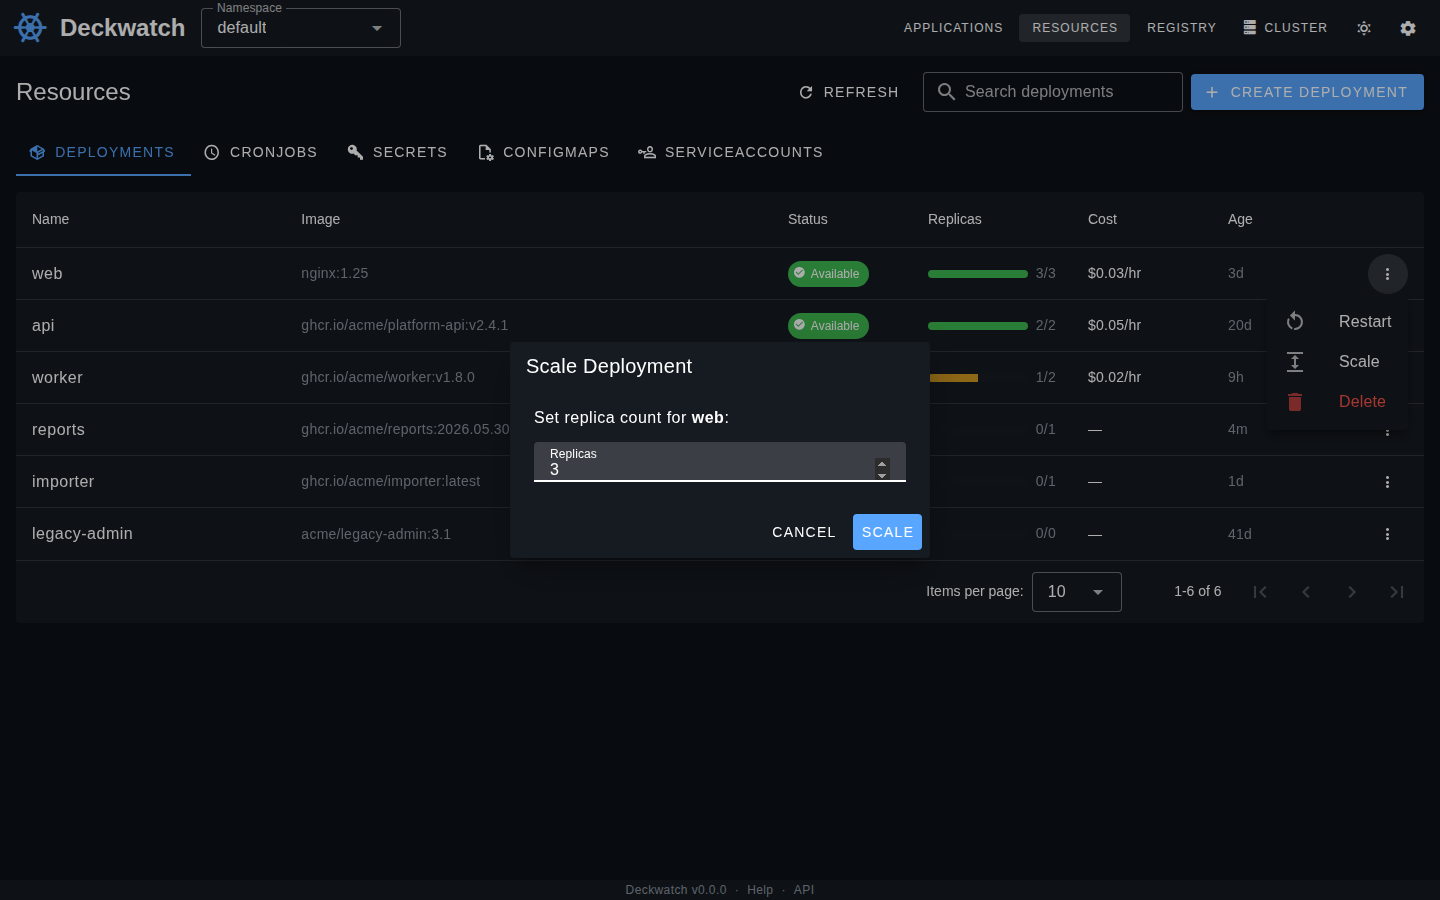 Deckwatch
Namespace
default
APPLICATIONS
RESOURCES
REGISTRY
CLUSTER
Resources
REFRESH
Search deployments
CREATE DEPLOYMENT
DEPLOYMENTS
CRONJOBS
SECRETS
CONFIGMAPS
SERVICEACCOUNTS
Name Image Status Replicas Cost Age
web nginx:1.25 Available 3/3 $0.03/hr 3d
api ghcr.io/acme/platform-api:v2.4.1 Available 2/2 $0.05/hr 20d
worker ghcr.io/acme/worker:v1.8.0 1/2 $0.02/hr 9h
reports ghcr.io/acme/reports:2026.05.30 0/1 — 4m
importer ghcr.io/acme/importer:latest 0/1 — 1d
legacy-admin acme/legacy-admin:3.1 0/0 — 41d
Restart
Scale
Delete
Scale Deployment
Set replica count for web:
Replicas
3
CANCEL
SCALE
Items per page: 10 1-6 of 6
Deckwatch v0.0.0 · Help · API